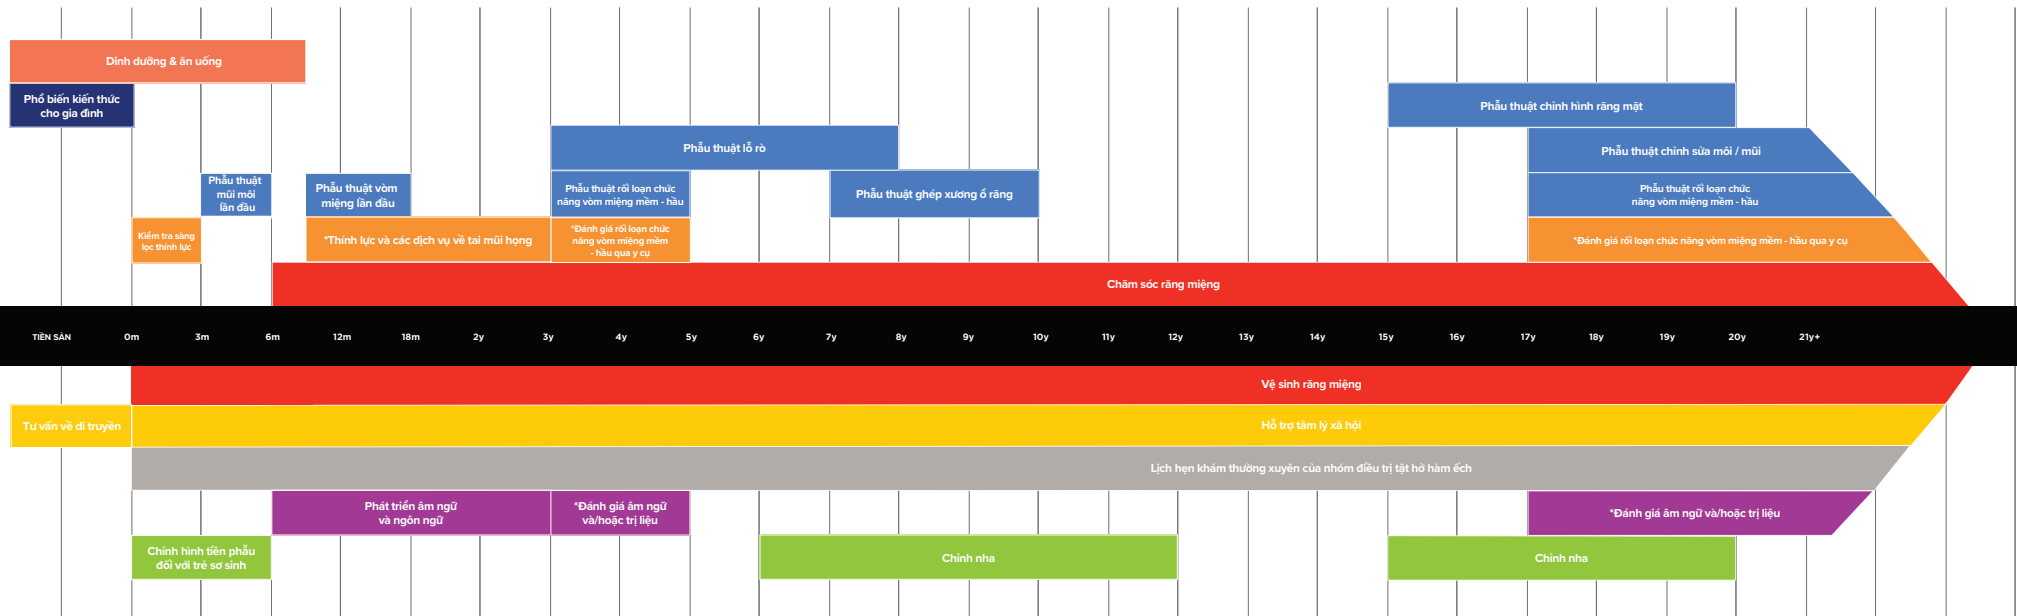 Dinh dưỡng & ăn uống
Phổ biến kiến thức
cho gia đình
Phẫu thuật chỉnh hình răng mặt
Phẫu thuật lỗ rò
Phẫu thuật chỉnh sửa môi / mũi
Phẫu thuật
mũi môi
lần đầu
Phẫu thuật vòm
miệng lần đầu
Phẫu thuật rối loạn chức
năng vòm miệng mềm - hầu
Phẫu thuật ghép xương ổ răng
Phẫu thuật rối loạn chức
năng vòm miệng mềm - hầu
Kiểm tra sàng
lọc thính lực
*Thính lực và các dịch vụ về tai mũi họng
*Đánh giá rối loạn chức
năng vòm miệng mềm
- hầu qua y cụ
*Đánh giá rối loạn chức năng vòm miệng mềm - hầu qua y cụ
Chăm sóc răng miệng
TIỀN SẢN 0m 3m 6m 12m 18m 2y 3y 4y 5y 6y 7y 8y 9y 10y 11y 12y 13y 14y 15y 16y 17y 18y 19y 20y 21y+
Vệ sinh răng miệng
Tư vấn về di truyền
Hỗ trợ tâm lý xã hội
Lịch hẹn khám thường xuyên của nhóm điều trị tật hở hàm ếch
Phát triển âm ngữ
và ngôn ngữ
*Đánh giá âm ngữ
và/hoặc trị liệu
*Đánh giá âm ngữ và/hoặc trị liệu
Chỉnh hình tiền phẫu
đối với trẻ sơ sinh
Chỉnh nha
Chỉnh nha